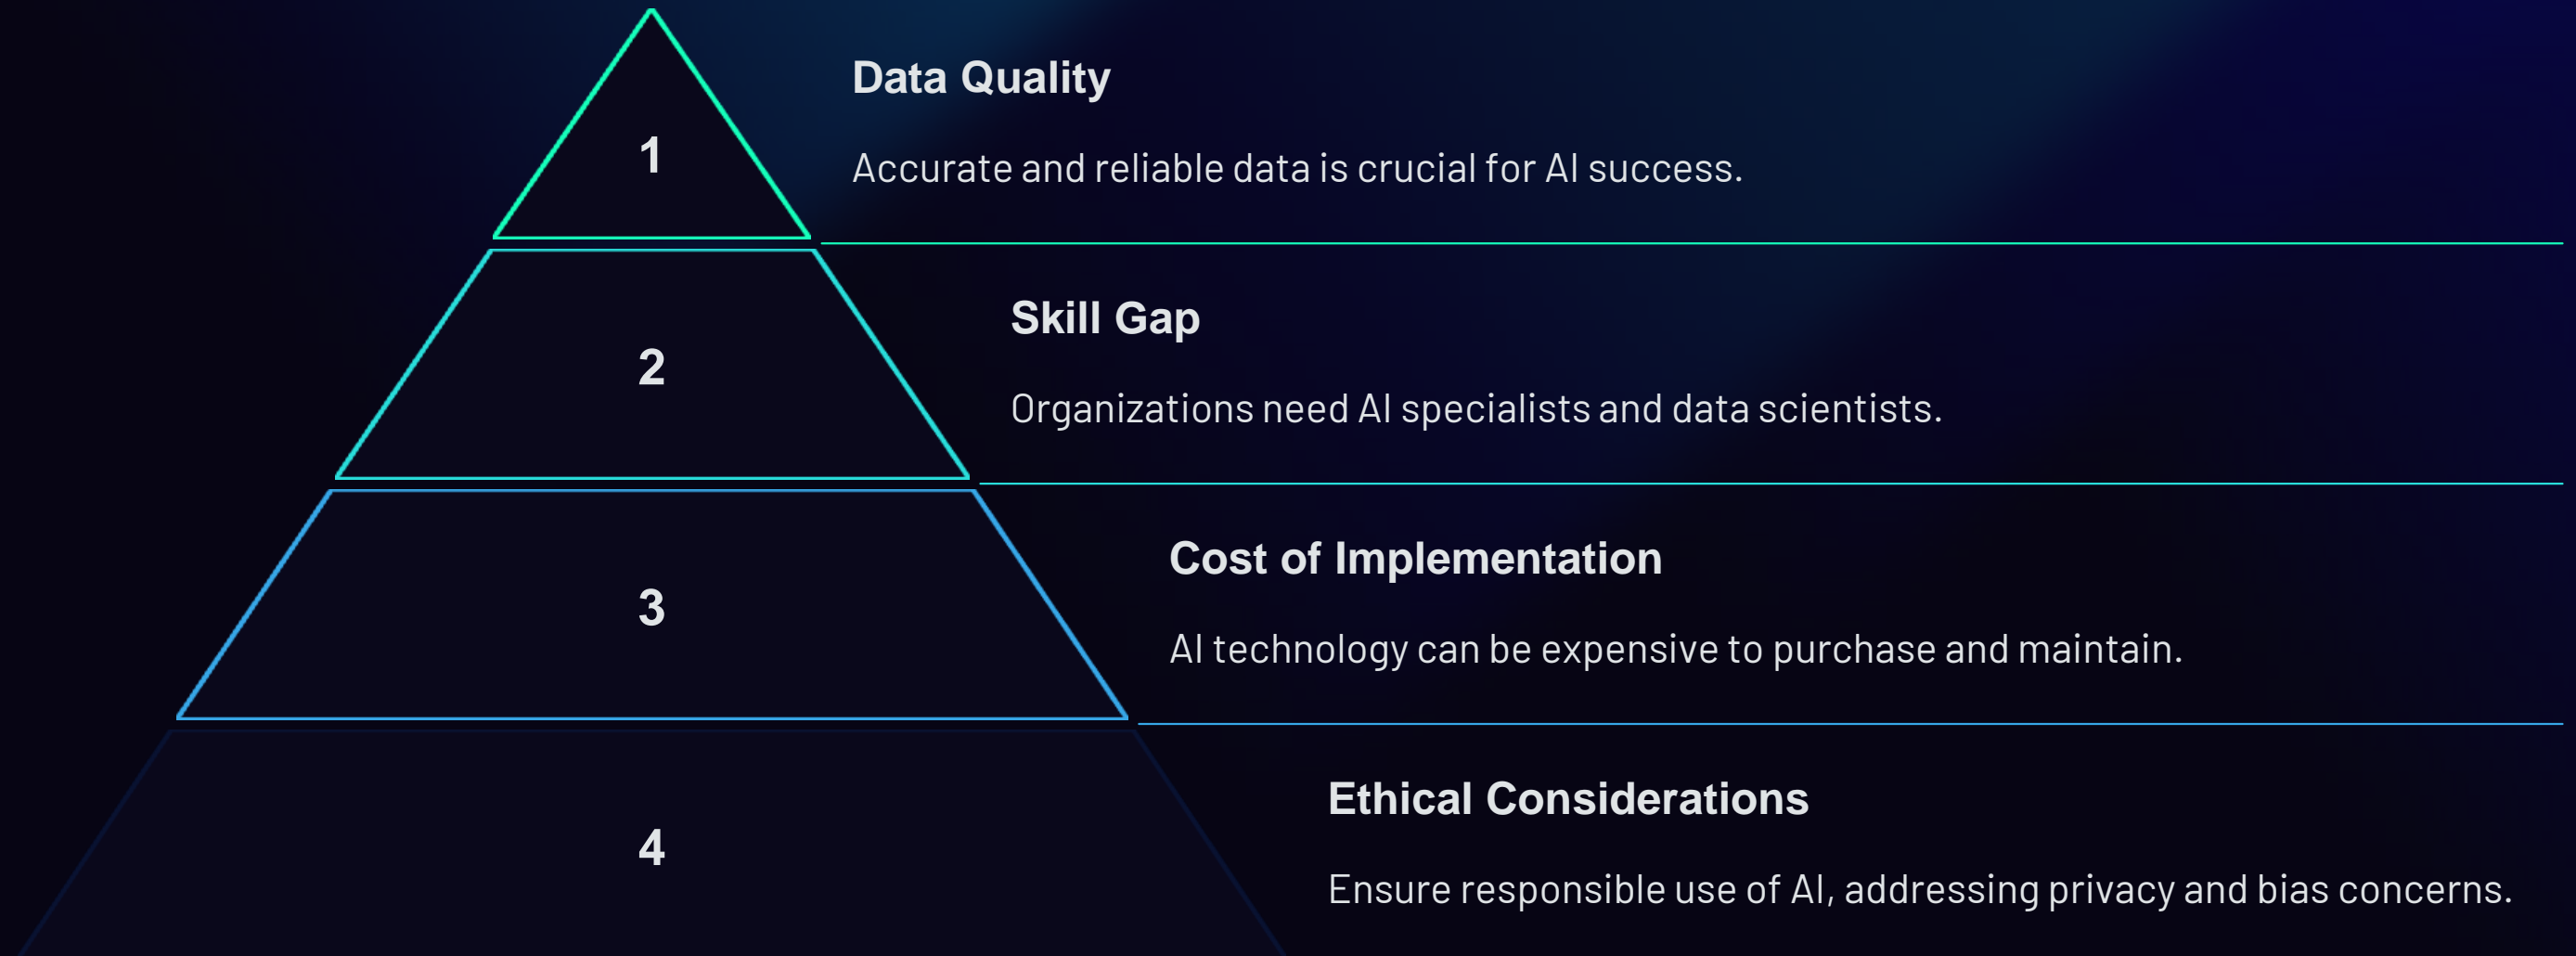 Data Quality
1
Accurate and reliable data is crucial for AI success.
Skill Gap
2
Organizations need AI specialists and data scientists.
Cost of Implementation
3
AI technology can be expensive to purchase and maintain.
Ethical Considerations
4
Ensure responsible use of AI, addressing privacy and bias concerns.